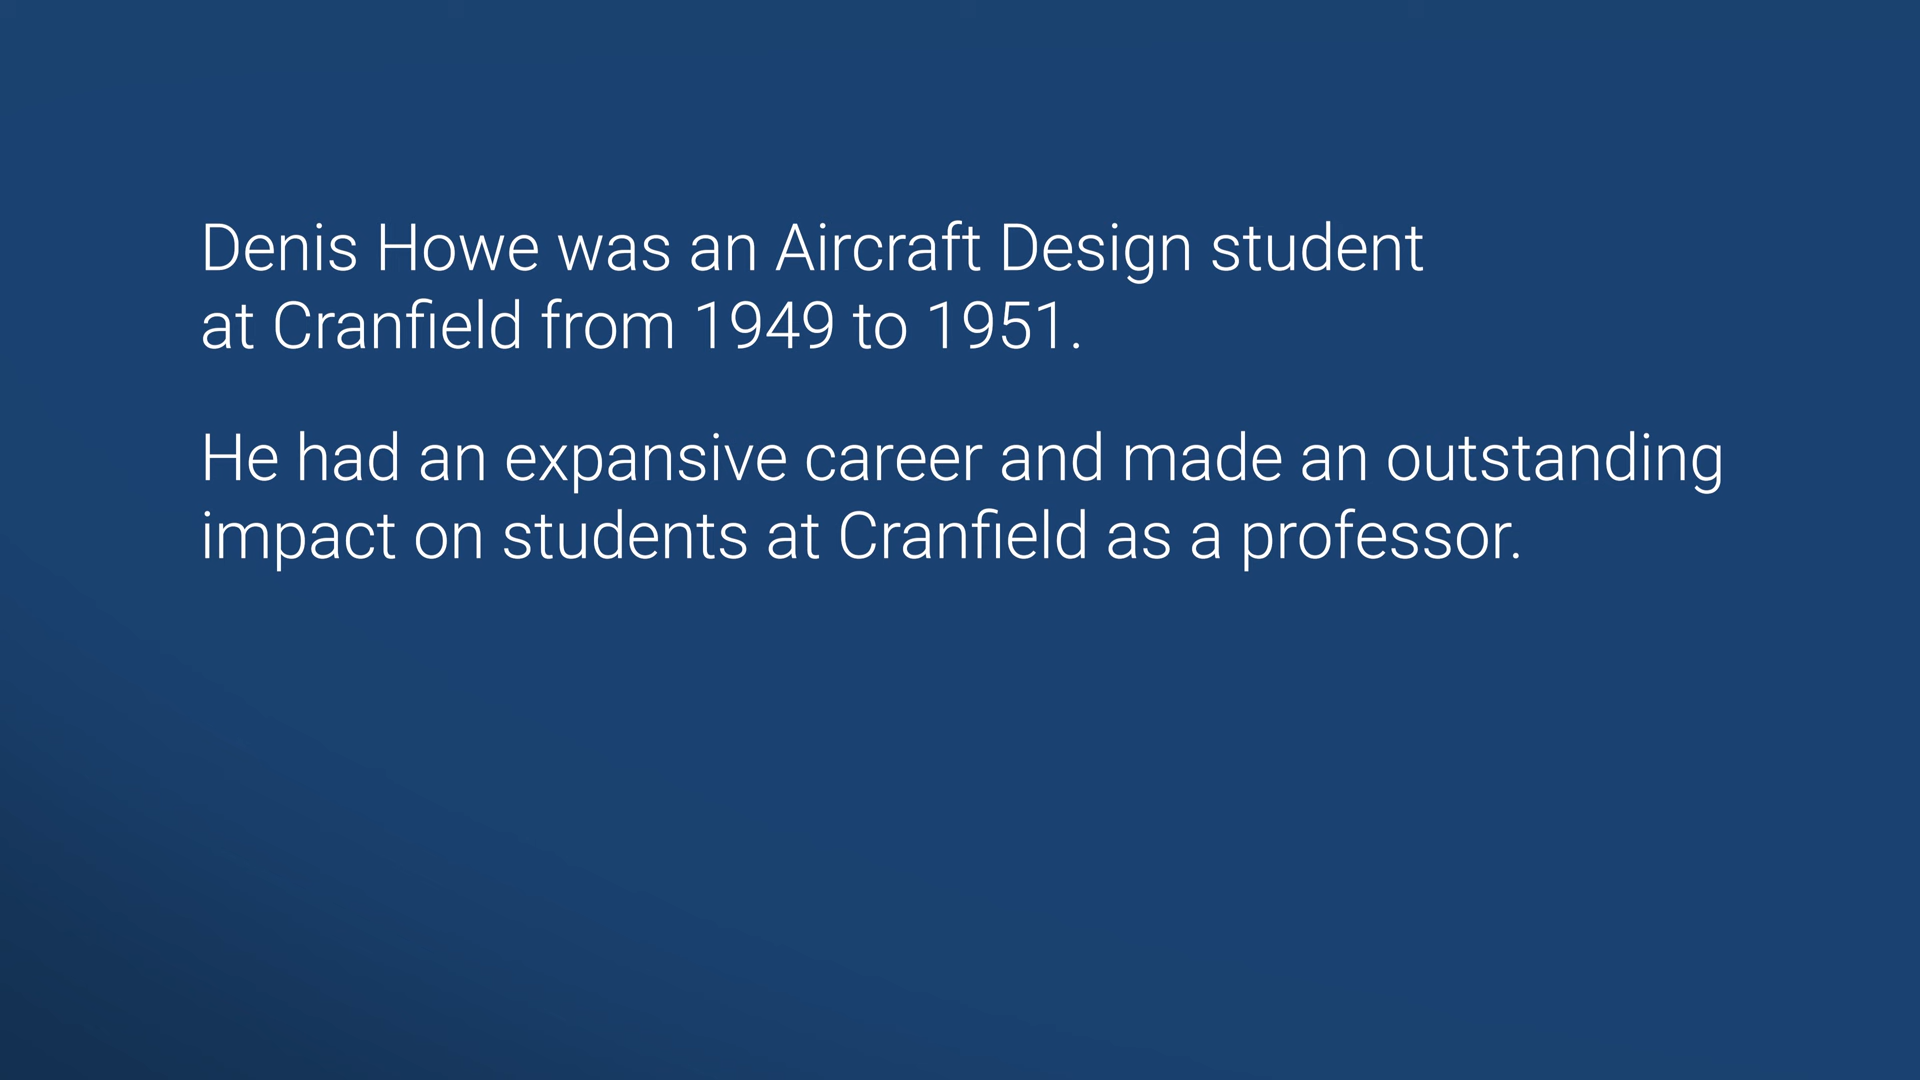 Denis Howe was an Aircraft Design student
at Cranfield from 1949 to 1951.
He had an expansive career and made an outstanding
impact on students at Cranfield as a professor.